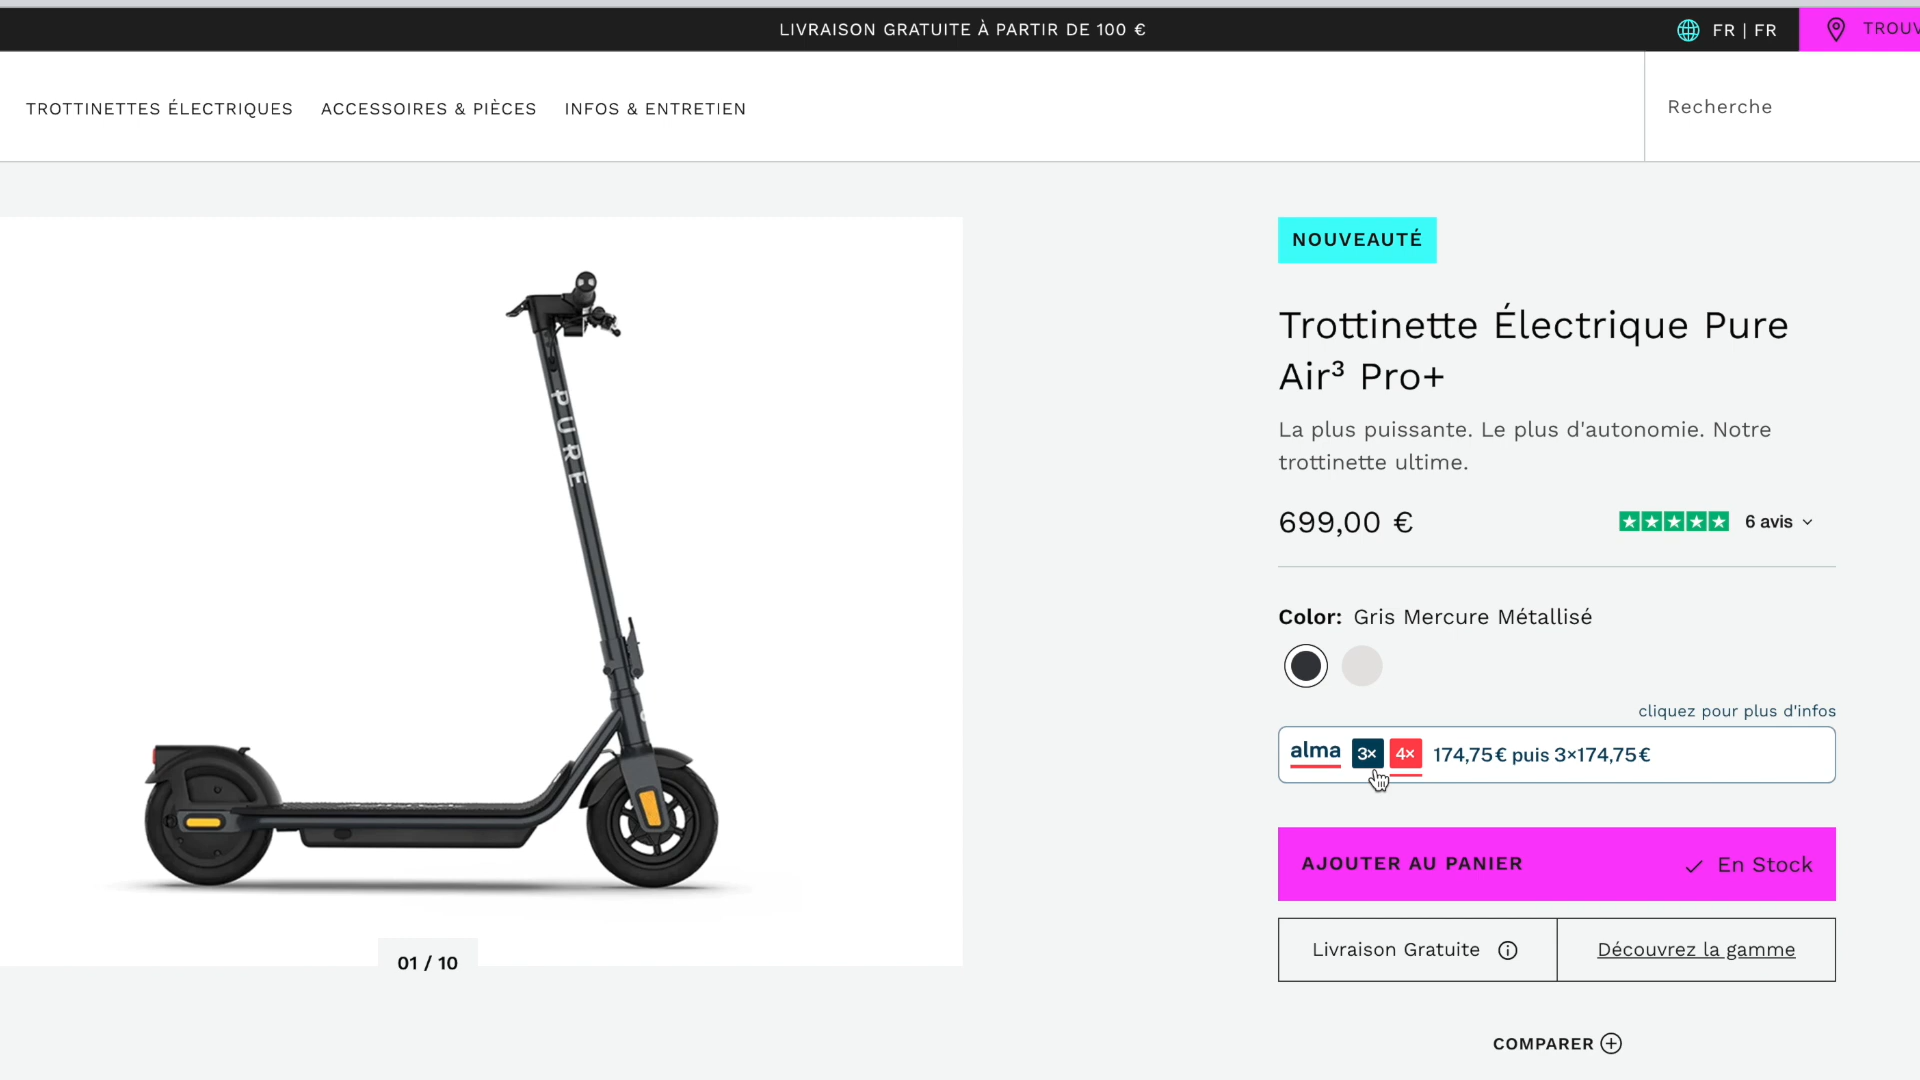 LIVRAISON GRATUITE À PARTIR DE 100 €
FR | FR
TROUV
TROTTINETTES ÉLECTRIQUES
ACCESSOIRES & PIÈCES
INFOS & ENTRETIEN
Recherche
PURE
01 / 10
NOUVEAUTÉ
Trottinette Électrique Pure
Air³ Pro+
La plus puissante. Le plus d'autonomie. Notre
trottinette ultime.
699,00 €
6 avis
Color: Gris Mercure Métallisé
cliquez pour plus d'infos
alma 3× 4× 174,75€ puis 3×174,75€
AJOUTER AU PANIER
En Stock
Livraison Gratuite
Découvrez la gamme
COMPARER